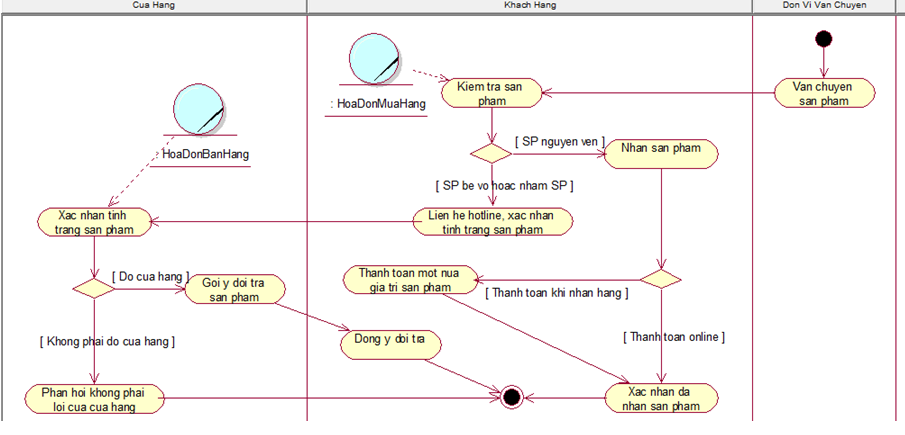 Cua Hang
Khach Hang
Don Vi Van Chuyen
: HoaDonMuaHang
Kiem tra san
pham
Van chuyen
san pham
: HoaDonBanHang
[ SP nguyen ven ]
Nhan san pham
[ SP be vo hoac nham SP ]
Xac nhan tinh
trang san pham
Lien he hotline, xac nhan
tinh trang san pham
[ Do cua hang ]
Goi y doi tra
san pham
Thanh toan mot nua
gia tri san pham
[ Thanh toan khi nhan hang ]
[ Khong phai do cua hang ]
Dong y doi tra
[ Thanh toan online ]
Phan hoi khong phai
loi cua cua hang
Xac nhan da
nhan san pham